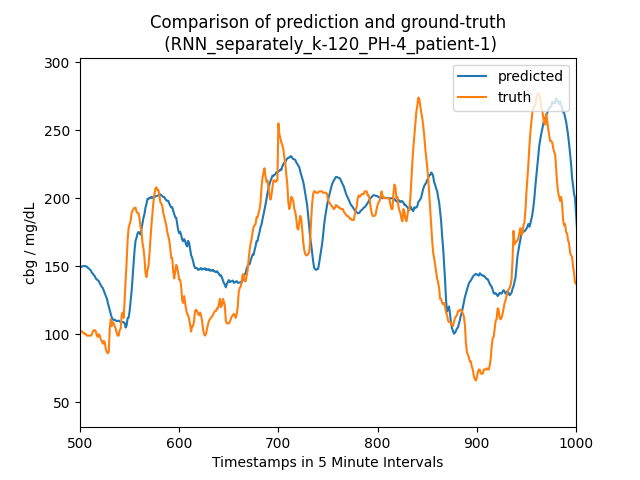 Comparison of prediction and ground-truth
(RNN_separately_k-120_PH-4_patient-1)
predicted
truth
300
250
200
150
100
50
cbg / mg/dL
500
600
700
800
900
1000
Timestamps in 5 Minute Intervals